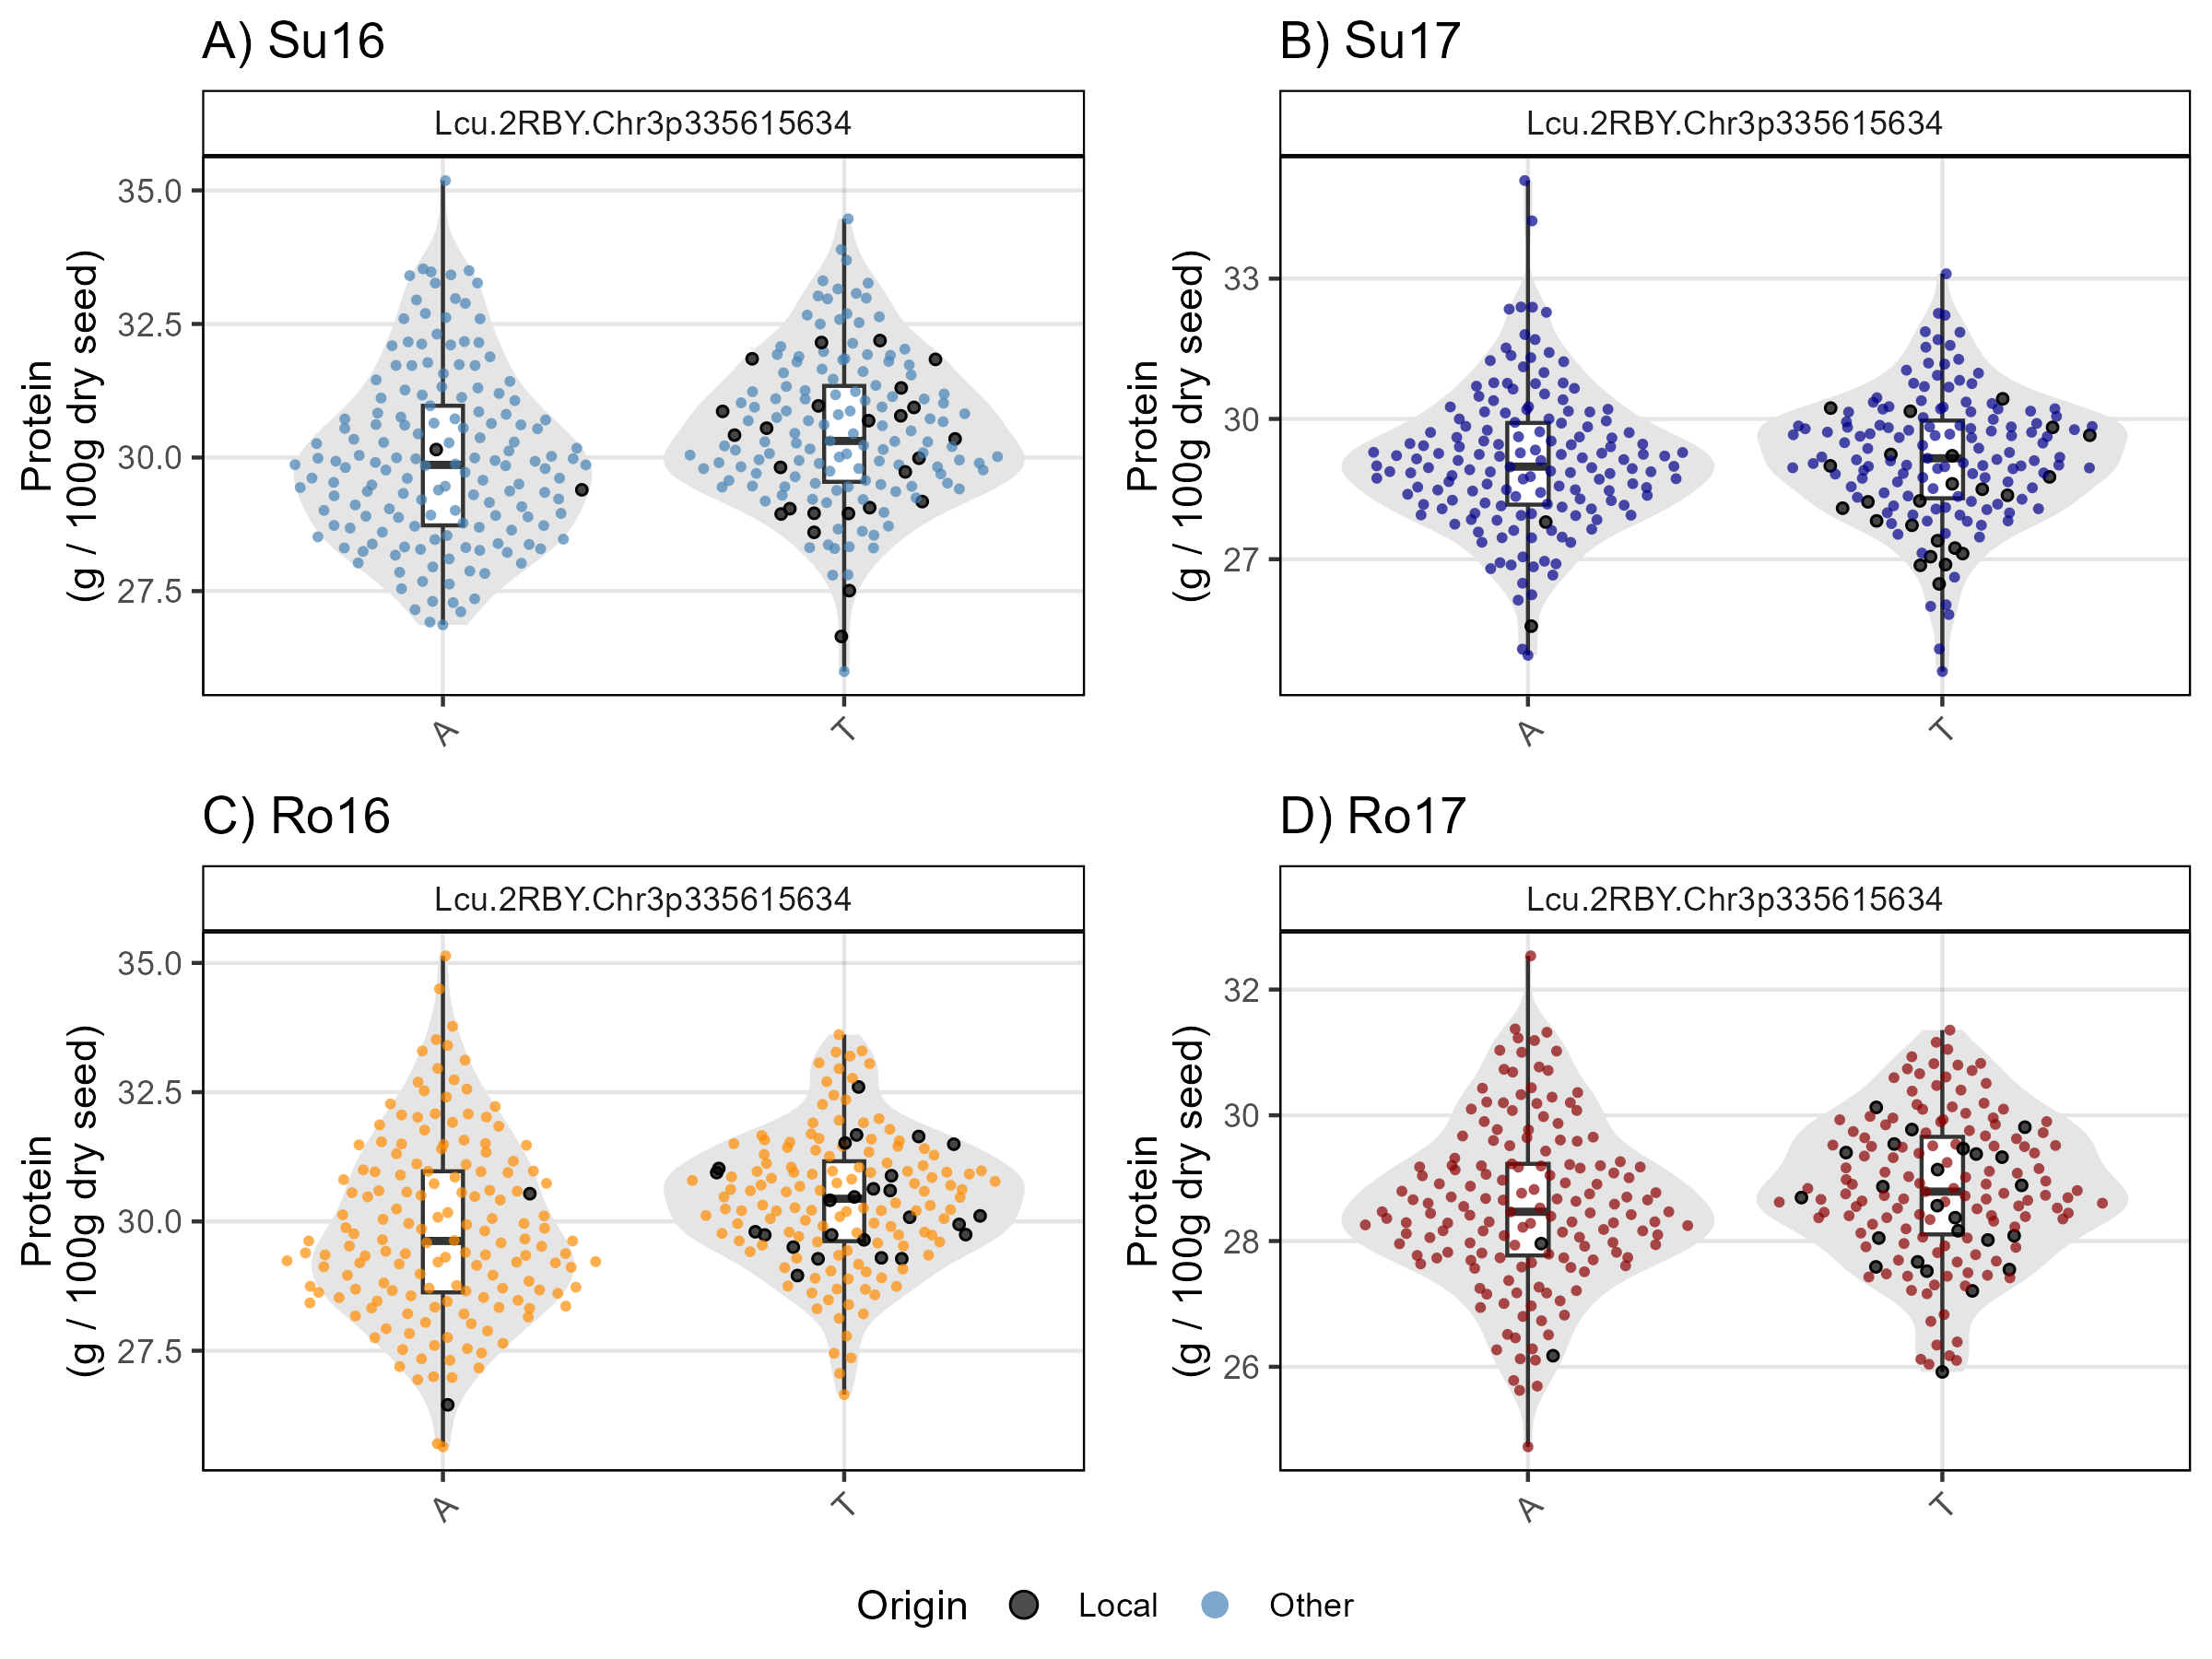 A) Su16
Lcu.2RBY.Chr3p335615634
Protein
(g / 100g dry seed)
35.0
32.5
30.0
27.5
A
T
B) Su17
Lcu.2RBY.Chr3p335615634
Protein
(g / 100g dry seed)
33
30
27
A
T
C) Ro16
Lcu.2RBY.Chr3p335615634
Protein
(g / 100g dry seed)
35.0
32.5
30.0
27.5
A
T
D) Ro17
Lcu.2RBY.Chr3p335615634
Protein
(g / 100g dry seed)
32
30
28
26
A
T
Origin
Local
Other